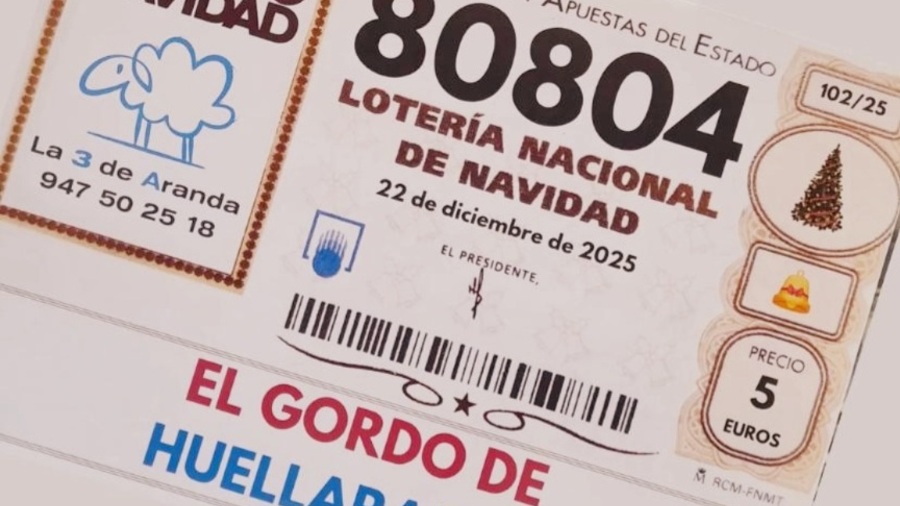 NAVIDAD
La 3 de Aranda
947 50 25 18
APUESTAS DEL ESTADO
80804
LOTERÍA NACIONAL
DE NAVIDAD
22 de diciembre de 2025
EL PRESIDENTE,
102/25
PRECIO
5
EUROS
RCM-FNMT
EL GORDO DE